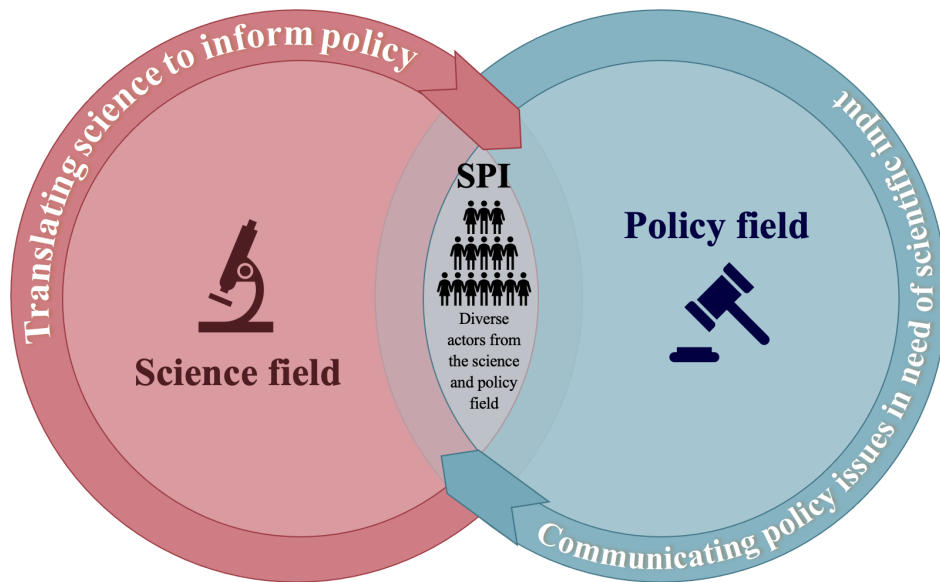 Translating science to inform policy
SPI
Diverse
actors from
the science
and policy
field
Science field
Policy field
Communicating policy issues in need of scientific input